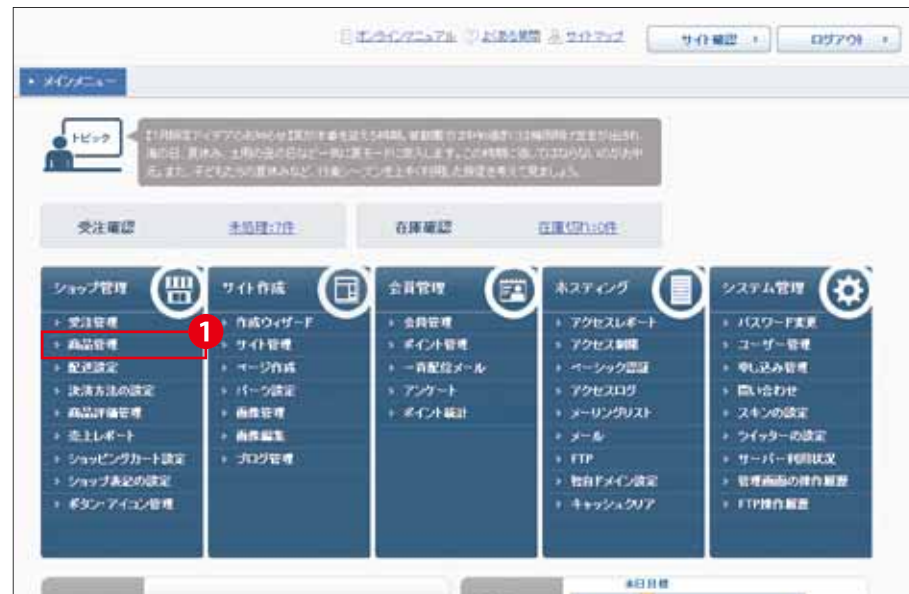 オンラインマニュアル よくある質問 サイトマップ サイト確認 ログアウト
メインメニュー
トピック
受注確認 未処理:7件 在庫確認 在庫切れ:0件
ショップ管理
受注管理
商品管理
1
配送設定
決済方法の設定
商品評価管理
売上レポート
ショッピングカート設定
ショップ表記の設定
ボタン・アイコン管理
サイト作成
作成ウィザード
サイト管理
ページ作成
パーツ設定
画像管理
画像編集
ブログ管理
会員管理
会員管理
ポイント管理
一斉配信メール
アンケート
ポイント統計
ホスティング
アクセスレポート
アクセス制限
ベーシック認証
アクセスログ
メーリングリスト
メール
FTP
独自ドメイン設定
キャッシュクリア
システム管理
パスワード変更
ユーザー管理
申し込み管理
問い合わせ
スキンの設定
ツイッターの設定
サーバー利用状況
管理画面の操作履歴
FTP操作履歴
本日目標